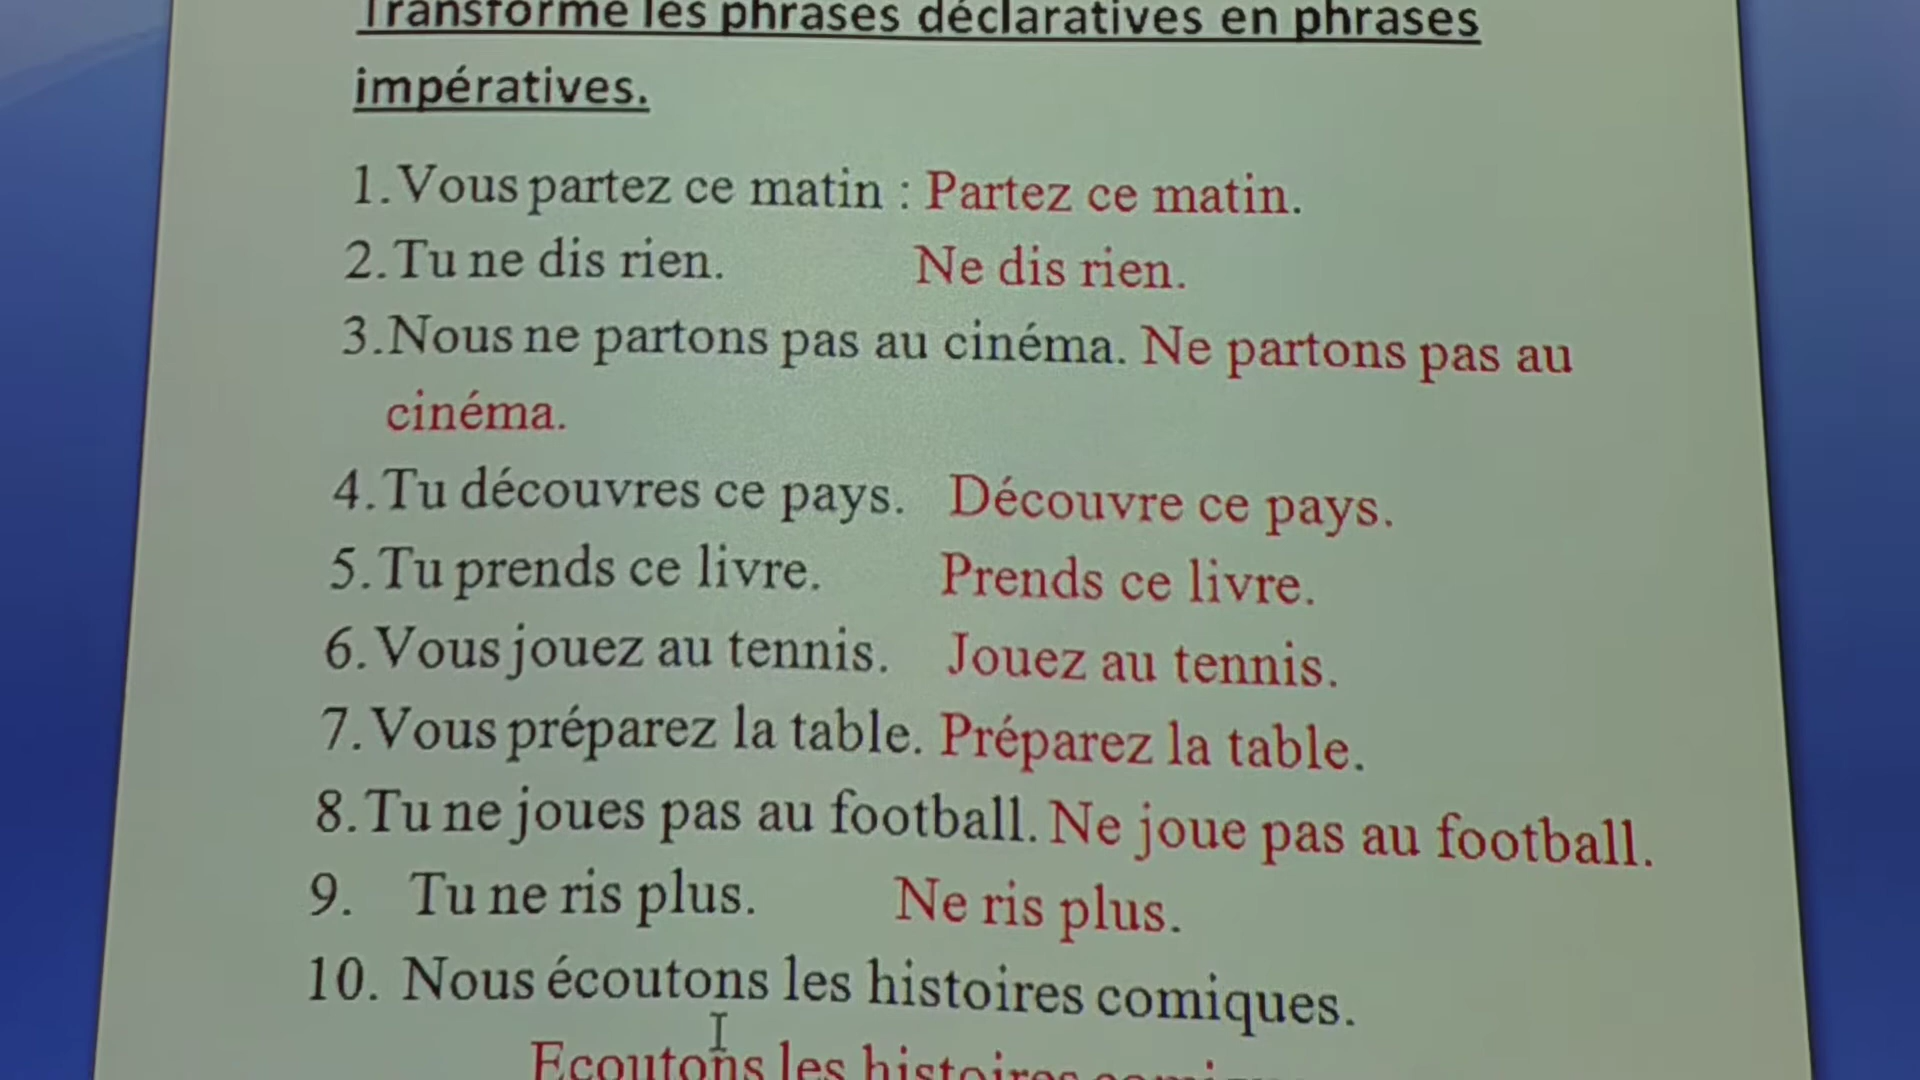 Transforme les phrases déclaratives en phrases
impératives.
1. Vous partez ce matin : Partez ce matin.
2. Tu ne dis rien. Ne dis rien.
3. Nous ne partons pas au cinéma. Ne partons pas au
cinéma.
4. Tu découvres ce pays. Découvre ce pays.
5. Tu prends ce livre. Prends ce livre.
6. Vous jouez au tennis. Jouez au tennis.
7. Vous préparez la table. Préparez la table.
8. Tu ne joues pas au football. Ne joue pas au football.
9. Tu ne ris plus. Ne ris plus.
10. Nous écoutons les histoires comiques.
Ecoutons les histoires